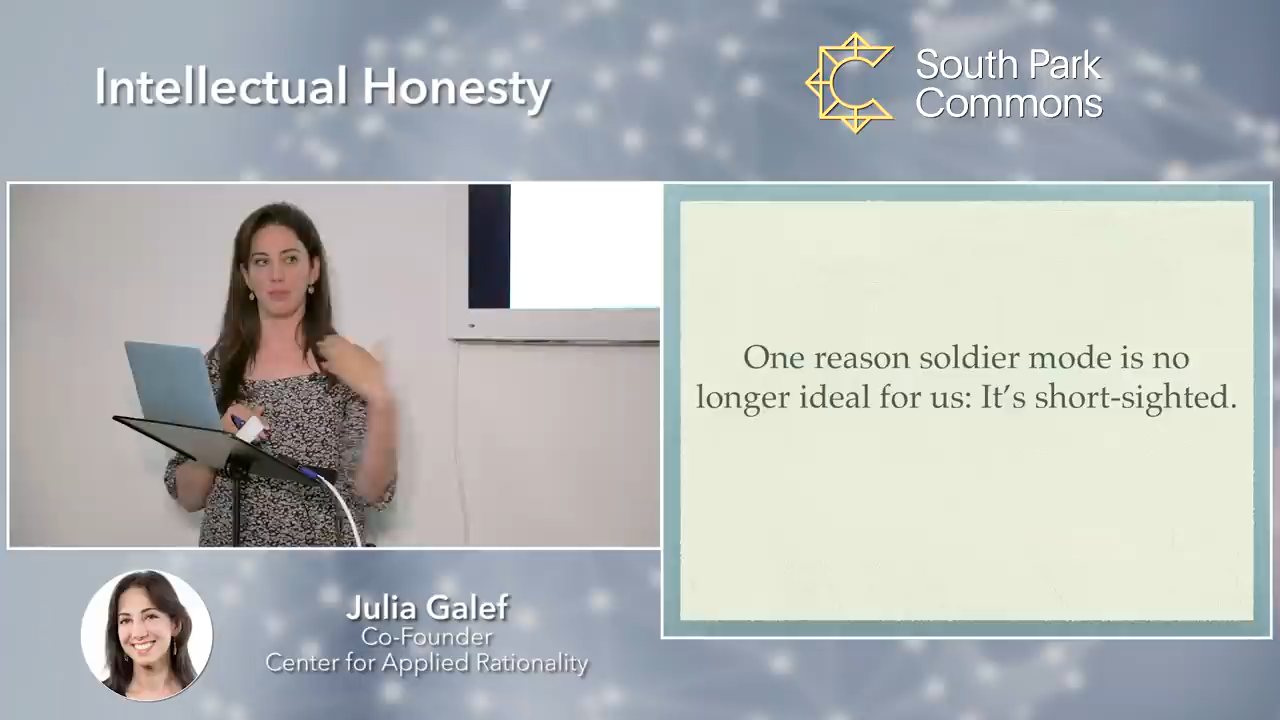 Intellectual Honesty
South Park
Commons
One reason soldier mode is no
longer ideal for us: It's short-sighted.
Julia Galef
Co-Founder
Center for Applied Rationality